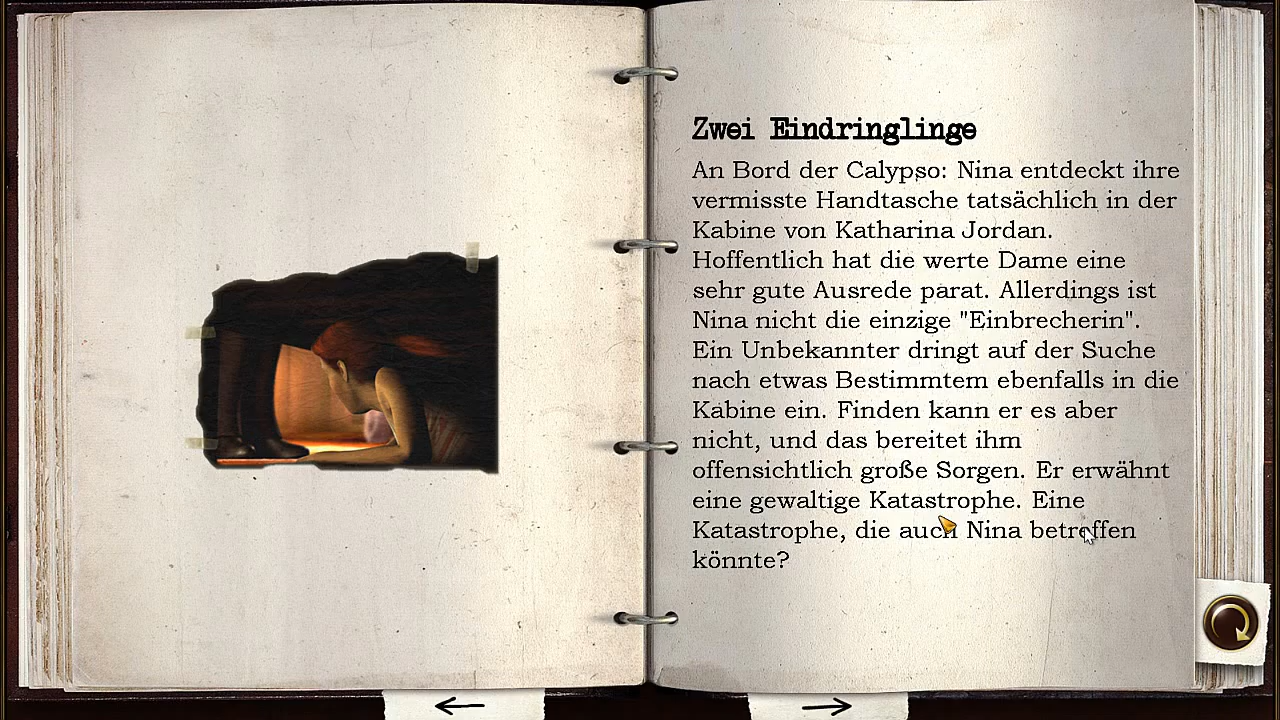 Zwei Eindringlinge
An Bord der Calypso: Nina entdeckt ihre
vermisste Handtasche tatsächlich in der
Kabine von Katharina Jordan.
Hoffentlich hat die werte Dame eine
sehr gute Ausrede parat. Allerdings ist
Nina nicht die einzige "Einbrecherin".
Ein Unbekannter dringt auf der Suche
nach etwas Bestimmtem ebenfalls in die
Kabine ein. Finden kann er es aber
nicht, und das bereitet ihm
offensichtlich große Sorgen. Er erwähnt
eine gewaltige Katastrophe. Eine
Katastrophe, die auch Nina betreffen
könnte?